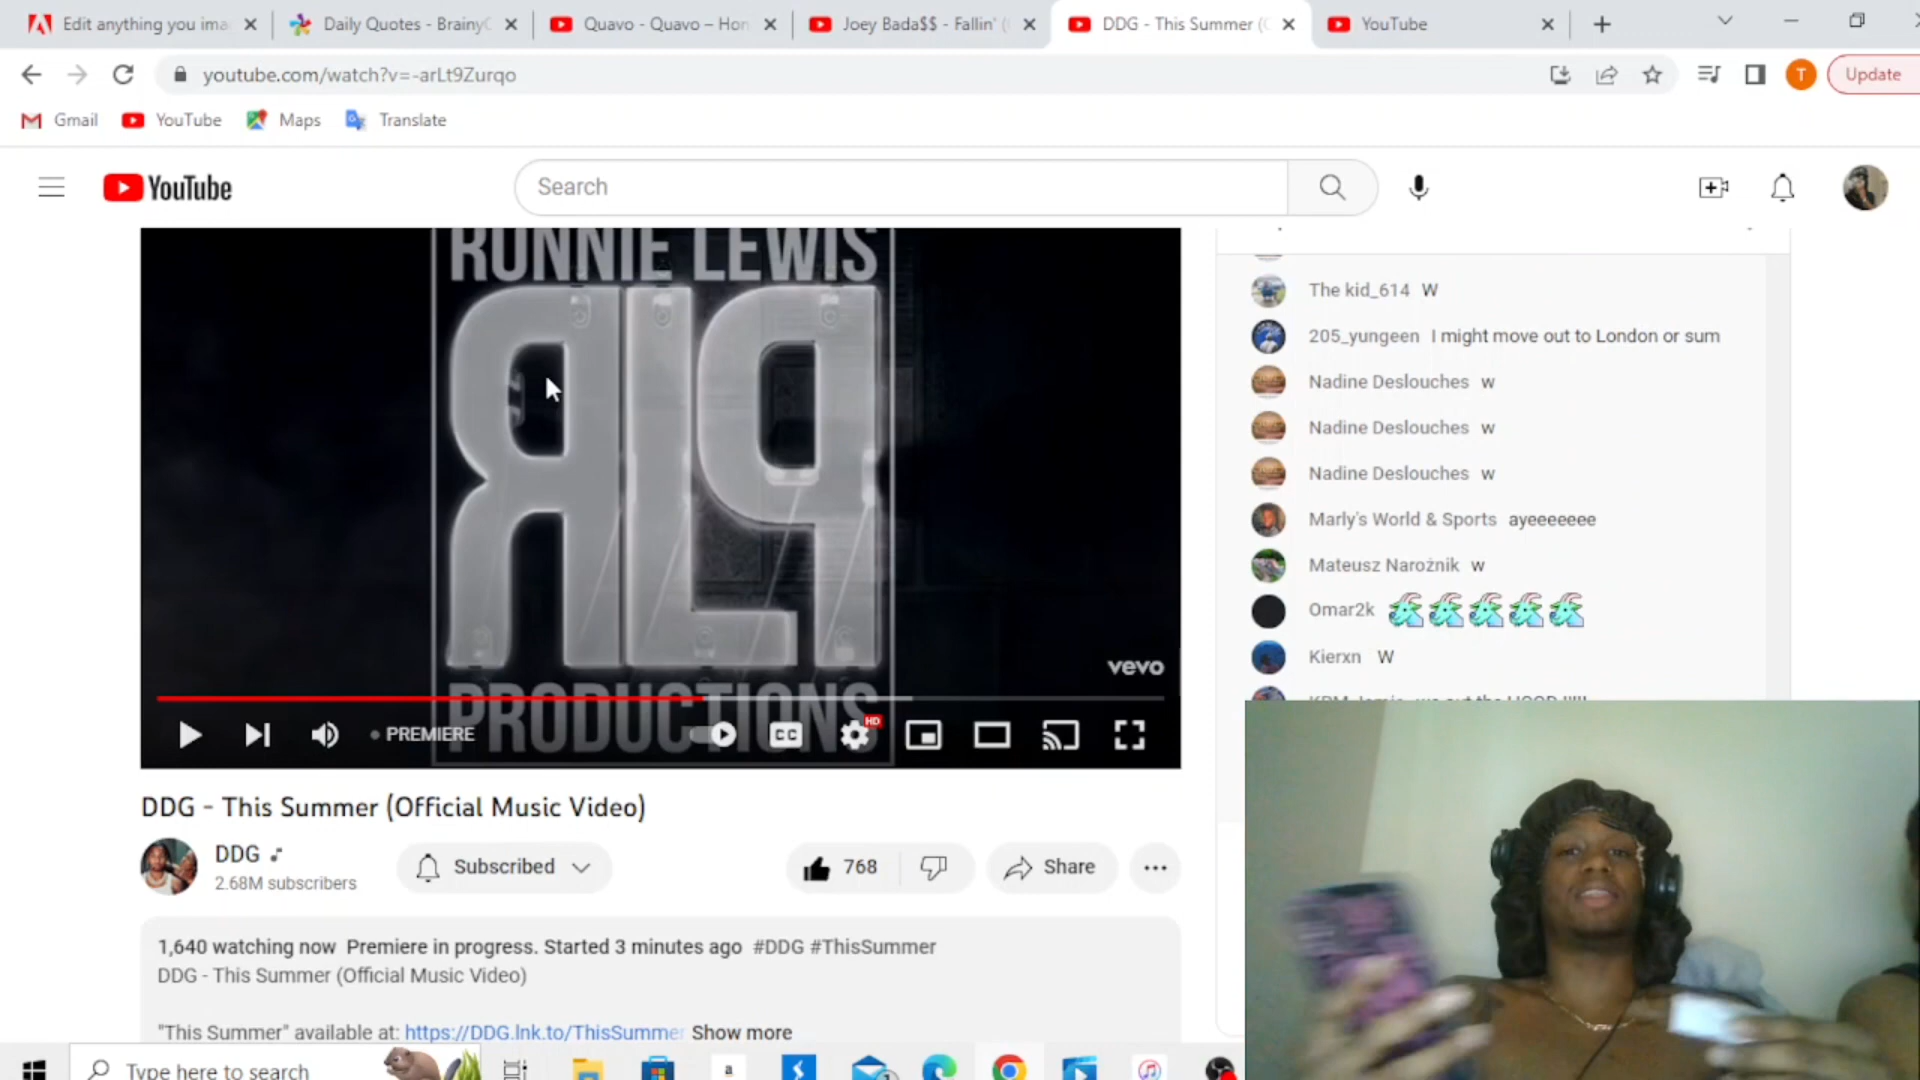 Edit anything you ima
Daily Quotes - Brainy
Quavo - Quavo – Hon
Joey Bada$$ - Fallin' (
DDG - This Summer (
YouTube
youtube.com/watch?v=-arLt9Zurqo
T
Update
Gmail
YouTube
Maps
Translate
YouTube
Search
RONNIE LEWIS
RLP
PRODUCTIONS
vevo
PREMIERE
CC
HD
The kid_614 W
205_yungeen I might move out to London or sum
Nadine Deslouches w
Nadine Deslouches w
Nadine Deslouches w
Marly's World & Sports ayeeeeeee
Mateusz Narożnik w
Omar2k
Kierxn W
DDG - This Summer (Official Music Video)
DDG
2.68M subscribers
Subscribed
768
Share
1,640 watching now Premiere in progress. Started 3 minutes ago #DDG #ThisSummer
DDG - This Summer (Official Music Video)
"This Summer" available at: https://DDG.lnk.to/ThisSummer Show more
Type here to search
a